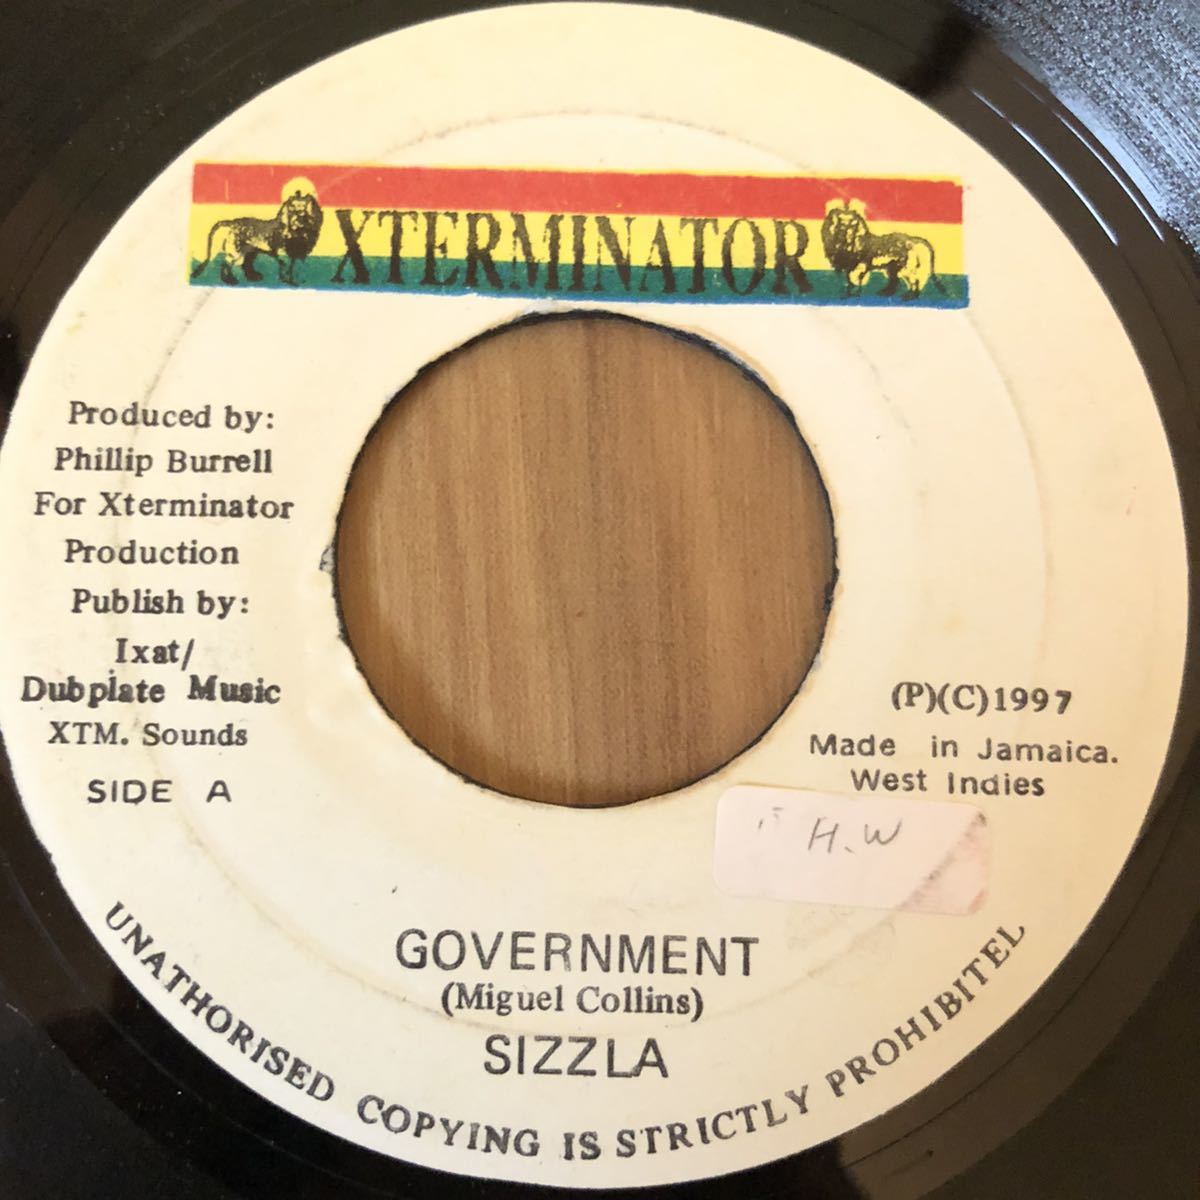 XTERMINATOR
Produced by:
Phillip Burrell
For Xterminator
Production
Publish by:
Ixat/
Dubplate Music
XTM. Sounds
SIDE A
(P)(C)1997
Made in Jamaica.
West Indies
H.W
GOVERNMENT
(Miguel Collins)
SIZZLA
UNATHORISED COPYING IS STRICTLY PROHIBITEL